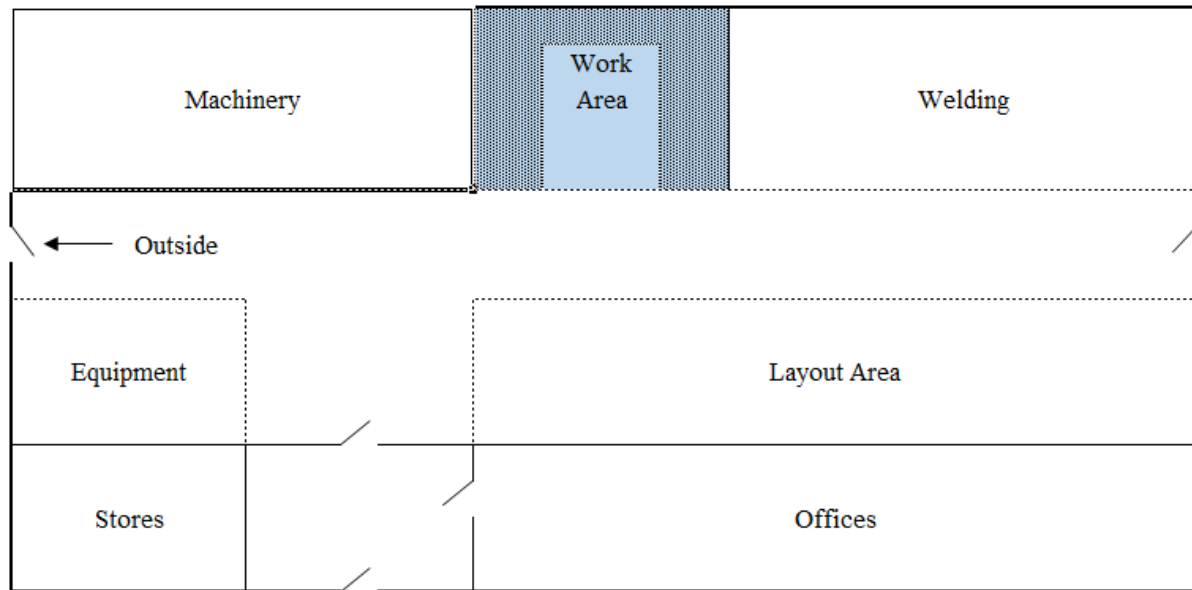 Machinery
Work
Area
Welding
Outside
Equipment
Layout Area
Stores
Offices